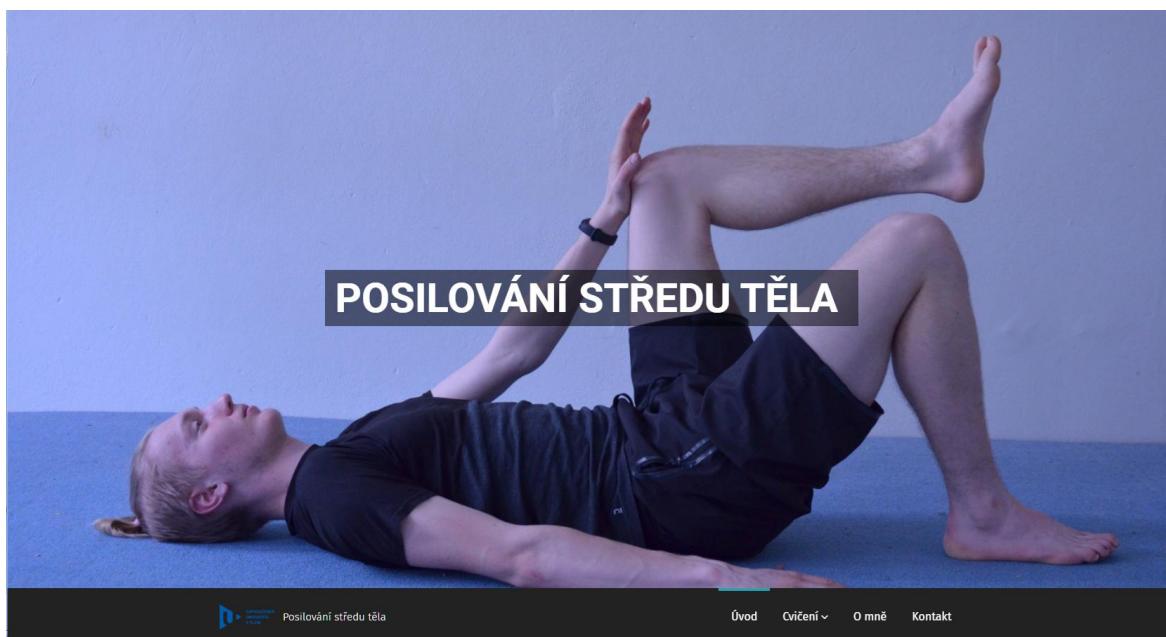 POSILOVÁNÍ STŘEDU TĚLA
Posilování středu těla
Úvod
Cvičení
O mně
Kontakt